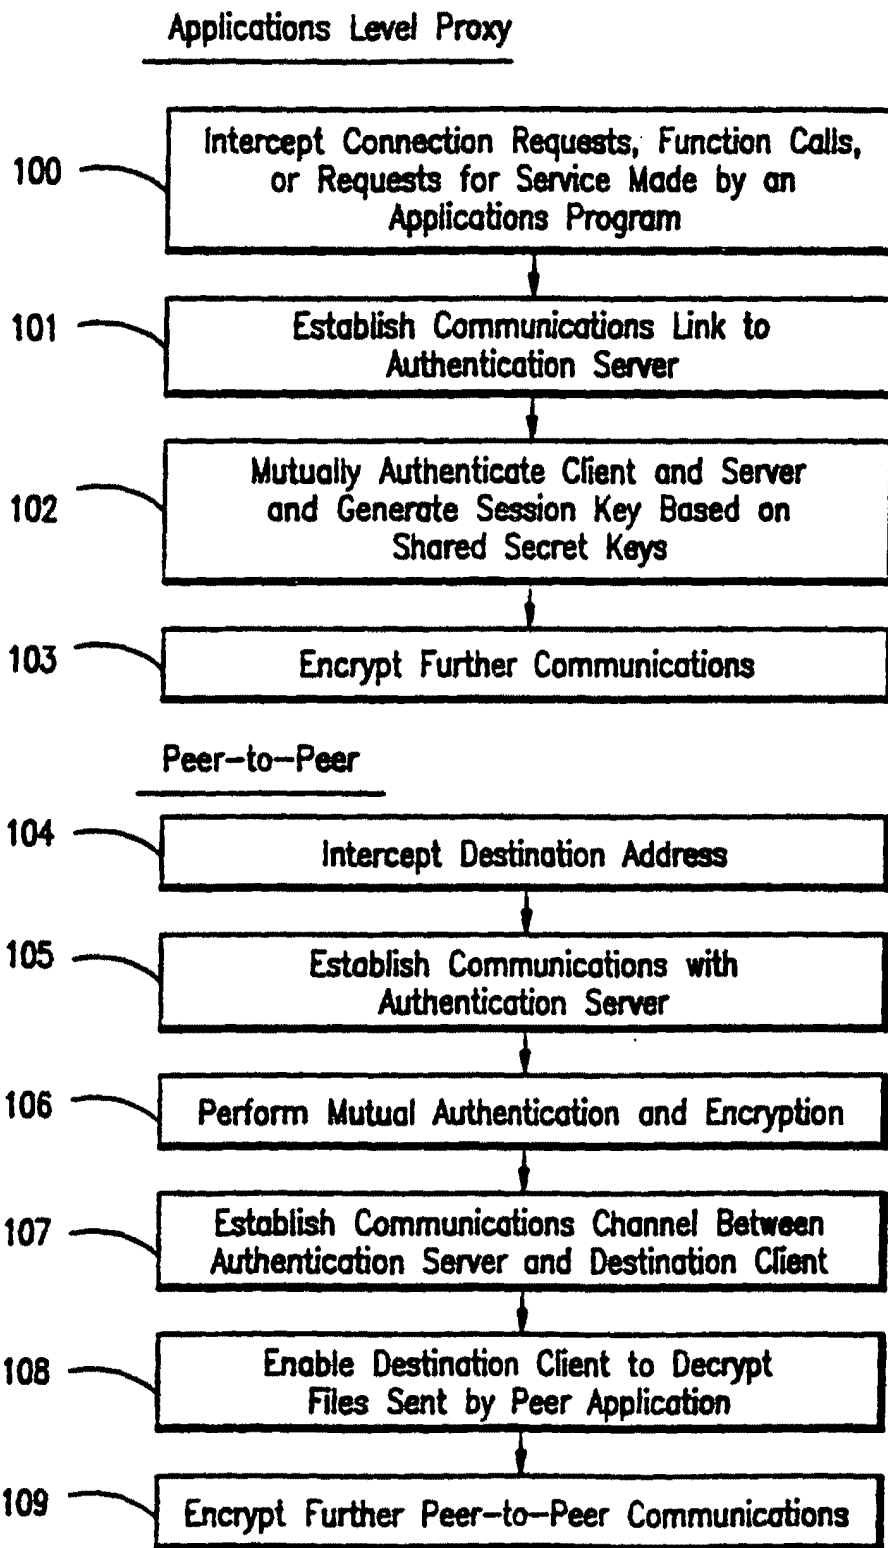 Applications Level Proxy
100
Intercept Connection Requests, Function Calls,
or Requests for Service Made by an
Applications Program
101
Establish Communications Link to
Authentication Server
102
Mutually Authenticate Client and Server
and Generate Session Key Based on
Shared Secret Keys
103
Encrypt Further Communications
Peer-to-Peer
104
Intercept Destination Address
105
Establish Communications with
Authentication Server
106
Perform Mutual Authentication and Encryption
107
Establish Communications Channel Between
Authentication Server and Destination Client
108
Enable Destination Client to Decrypt
Files Sent by Peer Application
109
Encrypt Further Peer-to-Peer Communications